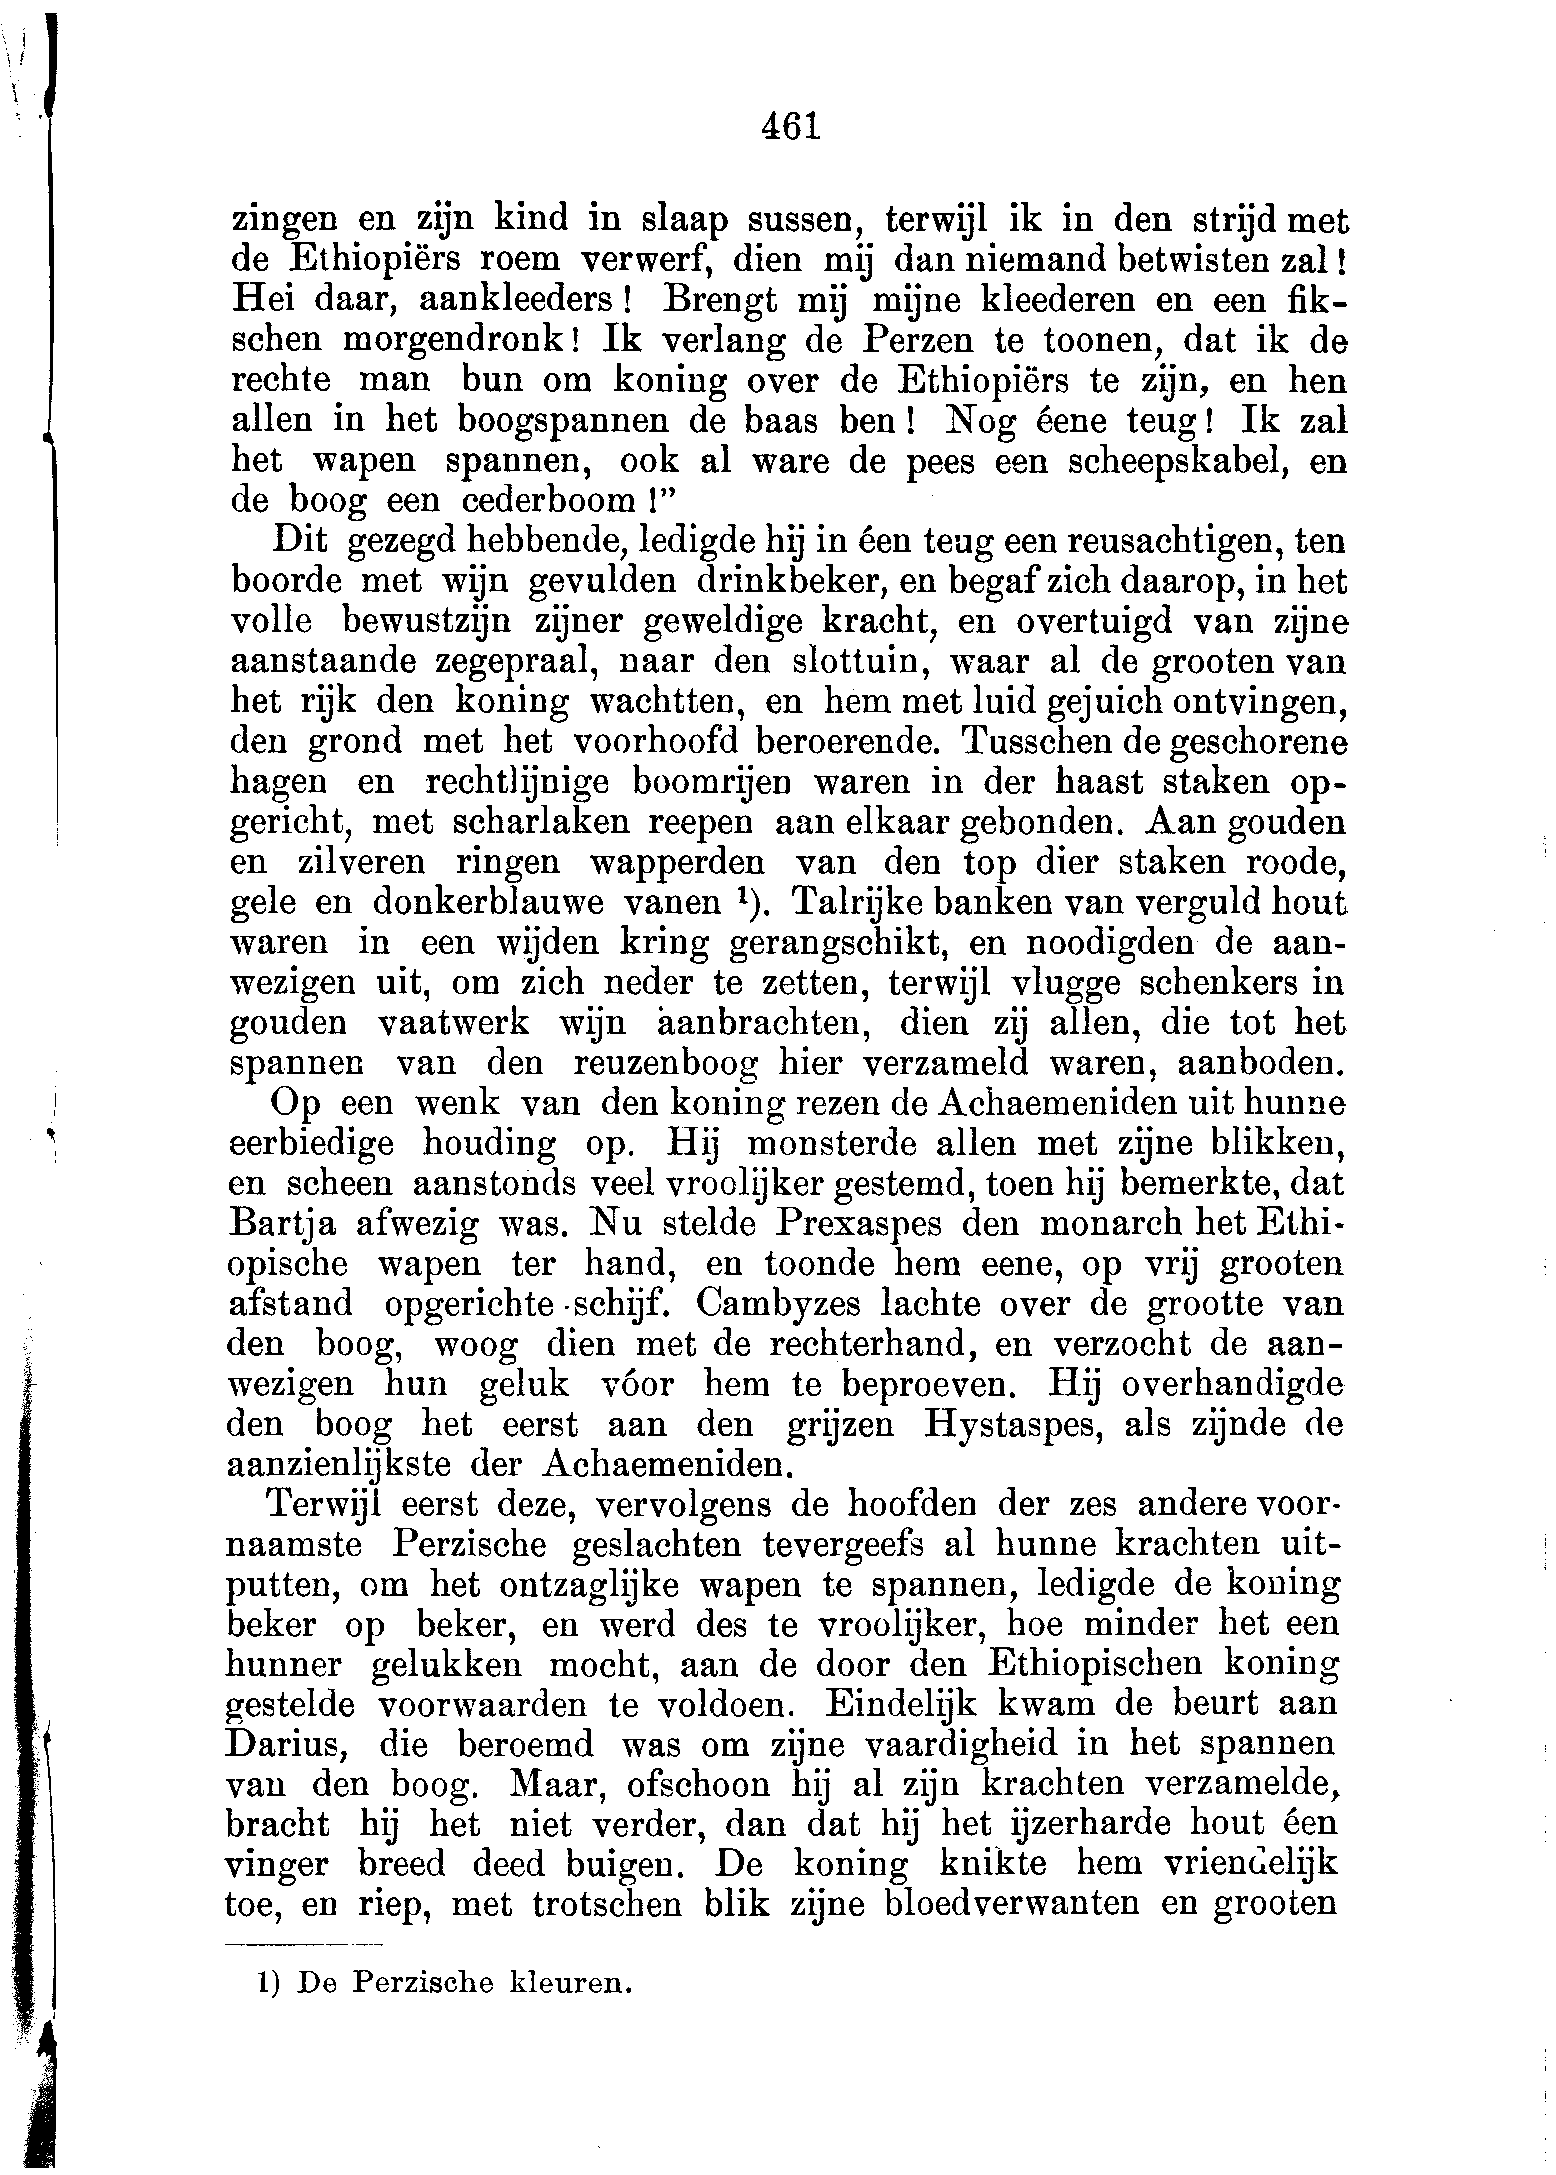 461
zingen en zijn kind in slaap sussen, terwijl ik in den strijd met
de Ethiopiërs roem verwerf, dien mij dan niemand betwisten zal!
Hei daar, aankleeders! Brengt mij mijne kleederen en een fik-
schen morgendronk! Ik verlang de Perzen te toonen, dat ik de
rechte man bun om koning over de Ethiopiërs te zijn, en hen
allen in het boogspannen de baas ben! Nog éene teug! Ik zal
het wapen spannen, ook al ware de pees een scheepskabel, en
de boog een cederboom!”
Dit gezegd hebbende, ledigde hij in éen teug een reusachtigen, ten
boorde met wijn gevulden drinkbeker, en begaf zich daarop, in het
volle bewustzijn zijner geweldige kracht, en overtuigd van zijne
aanstaande zegepraal, naar den slottuin, waar al de grooten van
het rijk den koning wachtten, en hem met luid gejuich ontvingen,
den grond met het voorhoofd beroerende. Tusschen de geschorene
hagen en rechtlijnige boomrijen waren in der haast staken op-
gericht, met scharlaken reepen aan elkaar gebonden. Aan gouden
en zilveren ringen wapperden van den top dier staken roode,
gele en donkerblauwe vanen ¹). Talrijke banken van verguld hout
waren in een wijden kring gerangschikt, en noodigden de aan-
wezigen uit, om zich neder te zetten, terwijl vlugge schenkers in
gouden vaatwerk wijn aanbrachten, dien zij allen, die tot het
spannen van den reuzenboog hier verzameld waren, aanboden.
Op een wenk van den koning rezen de Achaemeniden uit hunne
eerbiedige houding op. Hij monsterde allen met zijne blikken,
en scheen aanstonds veel vroolijker gestemd, toen hij bemerkte, dat
Bartja afwezig was. Nu stelde Prexaspes den monarch het Ethi-
opische wapen ter hand, en toonde hem eene, op vrij grooten
afstand opgerichte schijf. Cambyzes lachte over de grootte van
den boog, woog dien met de rechterhand, en verzocht de aan-
wezigen hun geluk vóor hem te beproeven. Hij overhandigde
den boog het eerst aan den grijzen Hystaspes, als zijnde de
aanzienlijkste der Achaemeniden.
Terwijl eerst deze, vervolgens de hoofden der zes andere voor-
naamste Perzische geslachten tevergeefs al hunne krachten uit-
putten, om het ontzaglijke wapen te spannen, ledigde de koning
beker op beker, en werd des te vroolijker, hoe minder het een
hunner gelukken mocht, aan de door den Ethiopischen koning
gestelde voorwaarden te voldoen. Eindelijk kwam de beurt aan
Darius, die beroemd was om zijne vaardigheid in het spannen
van den boog. Maar, ofschoon hij al zijn krachten verzamelde,
bracht hij het niet verder, dan dat hij het ijzerharde hout éen
vinger breed deed buigen. De koning knikte hem vriendelijk
toe, en riep, met trotschen blik zijne bloedverwanten en grooten
1) De Perzische kleuren.